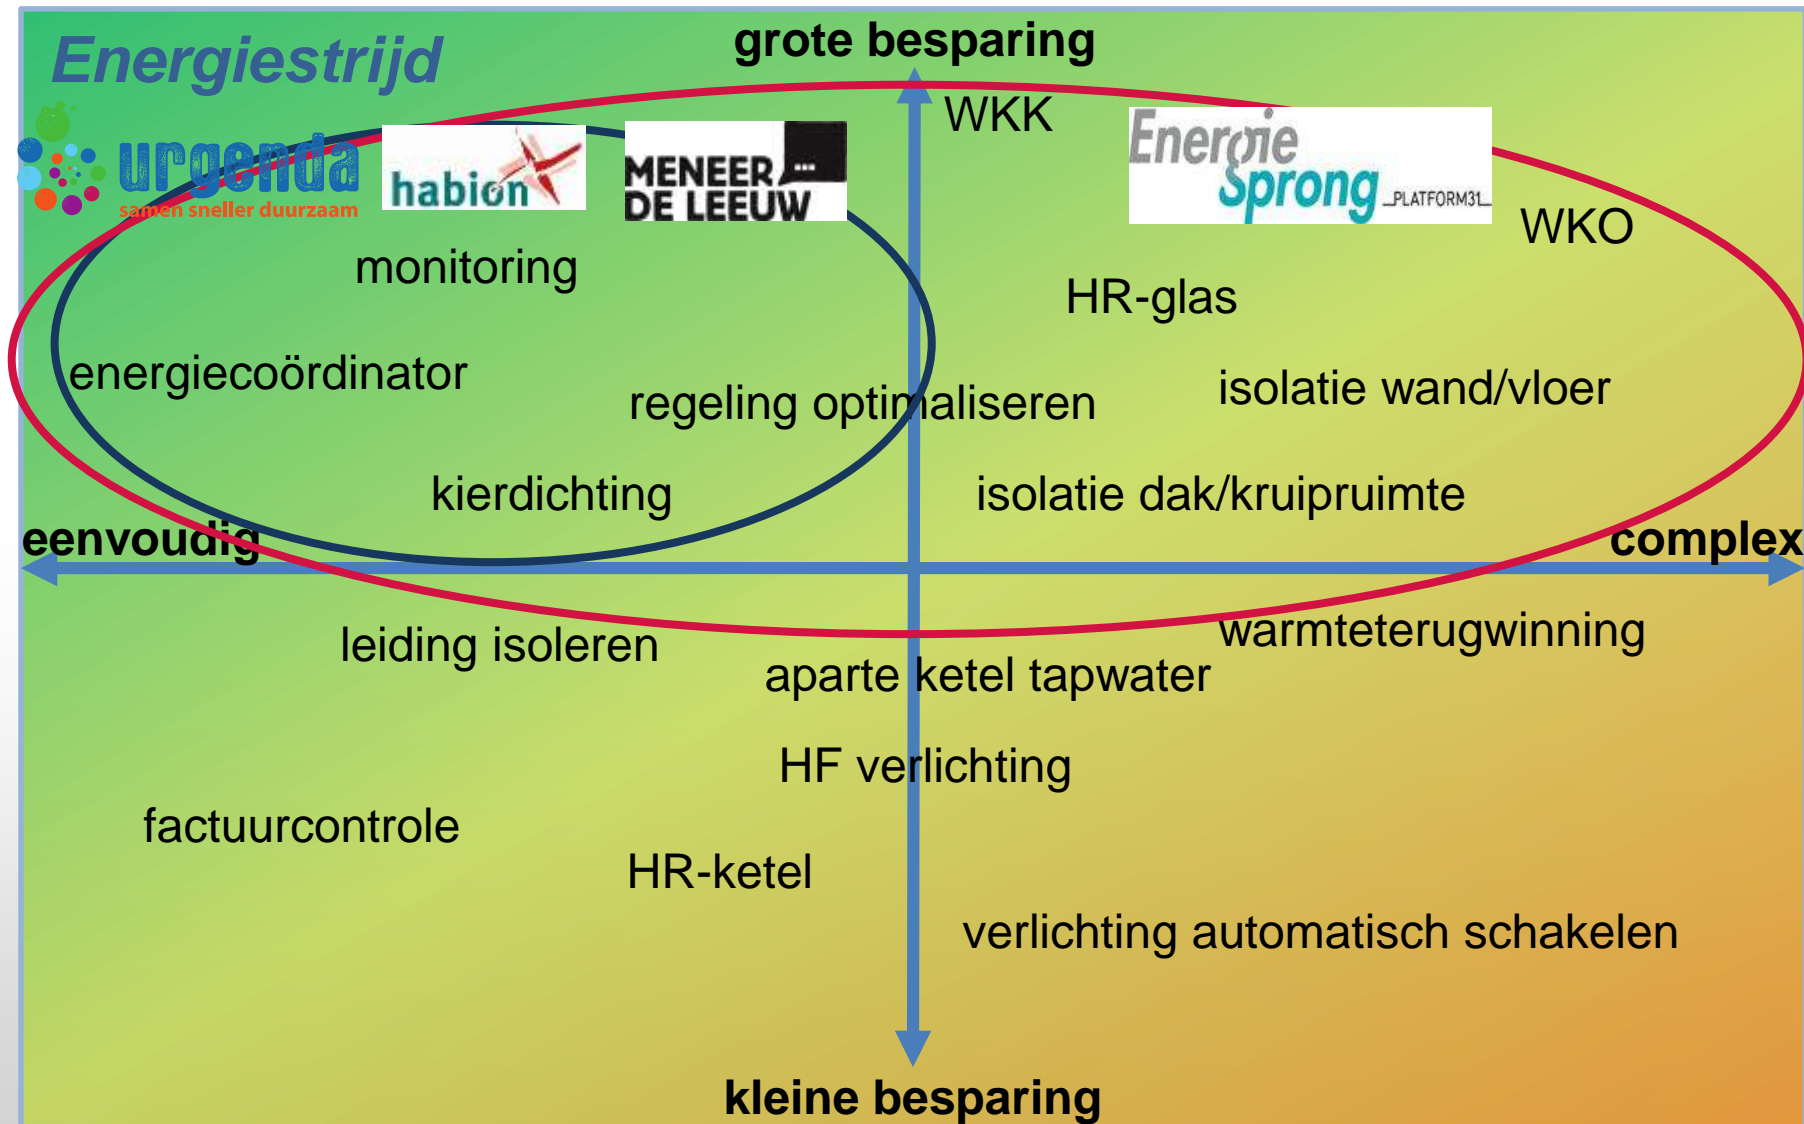 Energiestrijd
grote besparing
WKK
urgenda
samen sneller duurzaam
habion
MENEER...
DE LEEUW
Energie
Sprong _PLATFORM31_
WKO
monitoring
HR-glas
energiecoördinator
regeling optimaliseren
isolatie wand/vloer
kierdichting
isolatie dak/kruipruimte
eenvoudig
complex
leiding isoleren
warmteterugwinning
aparte ketel tapwater
HF verlichting
factuurcontrole
HR-ketel
verlichting automatisch schakelen
kleine besparing